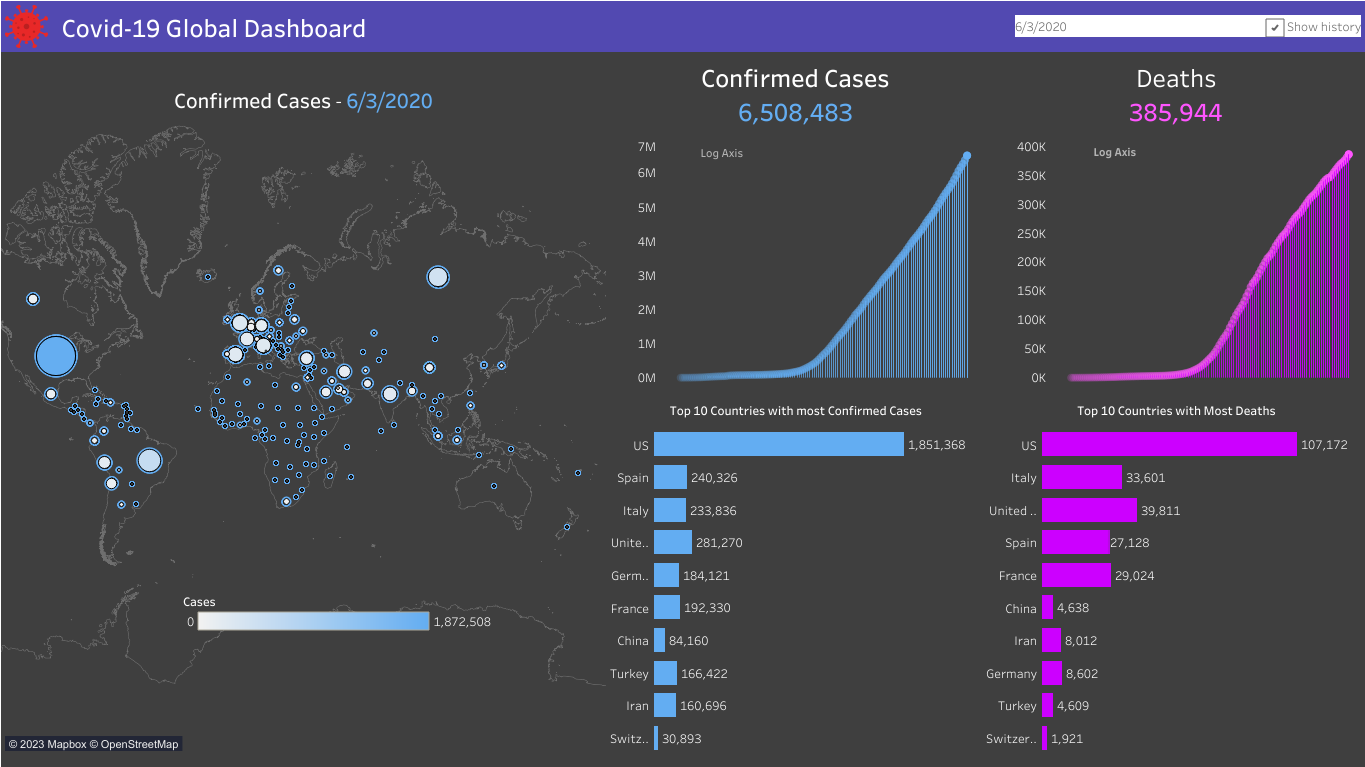 Covid-19 Global Dashboard
6/3/2020
✔ Show history
Confirmed Cases - 6/3/2020
Cases
0 1,872,508
© 2023 Mapbox © OpenStreetMap
Confirmed Cases
6,508,483
Log Axis
7M
6M
5M
4M
3M
2M
1M
0M
Deaths
385,944
Log Axis
400K
350K
300K
250K
200K
150K
100K
50K
0K
Top 10 Countries with most Confirmed Cases
US 1,851,368
Spain 240,326
Italy 233,836
Unite.. 281,270
Germ.. 184,121
France 192,330
China 84,160
Turkey 166,422
Iran 160,696
Switz.. 30,893
Top 10 Countries with Most Deaths
US 107,172
Italy 33,601
United .. 39,811
Spain 27,128
France 29,024
China 4,638
Iran 8,012
Germany 8,602
Turkey 4,609
Switzer.. 1,921